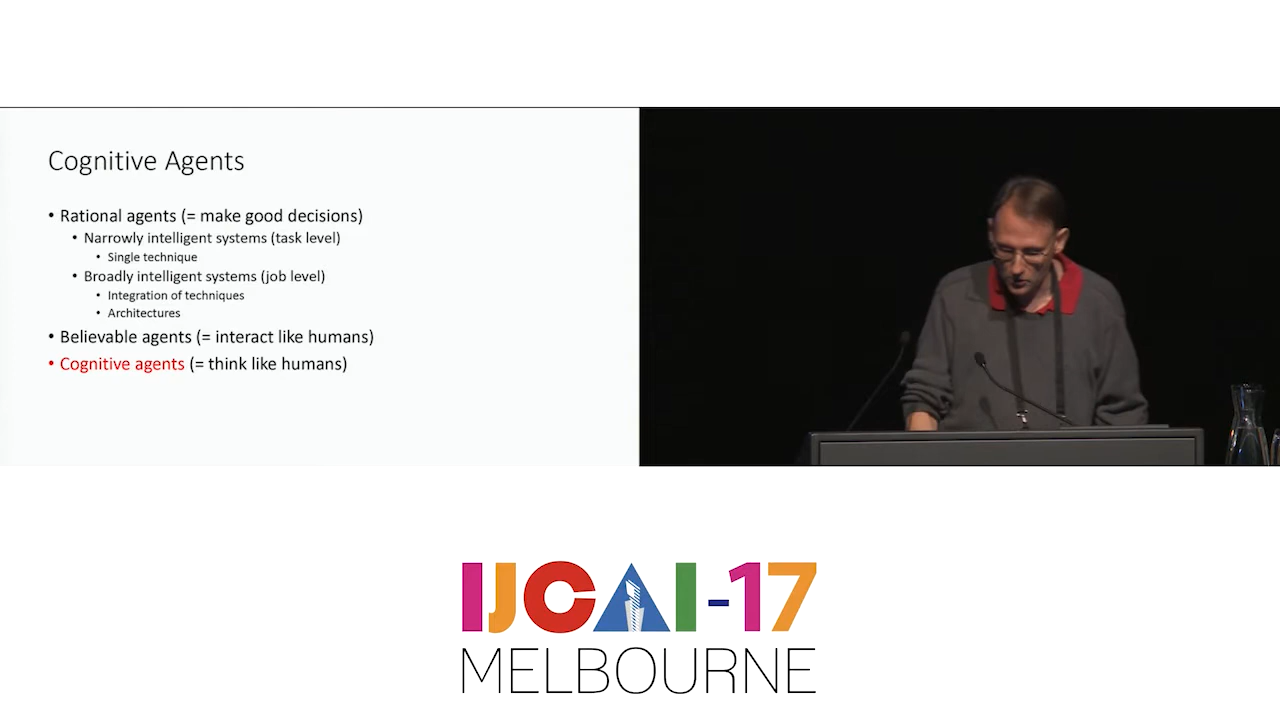 Cognitive Agents
• Rational agents (= make good decisions)
• Narrowly intelligent systems (task level)
• Single technique
• Broadly intelligent systems (job level)
• Integration of techniques
• Architectures
• Believable agents (= interact like humans)
• Cognitive agents (= think like humans)
IJCAI-17
MELBOURNE